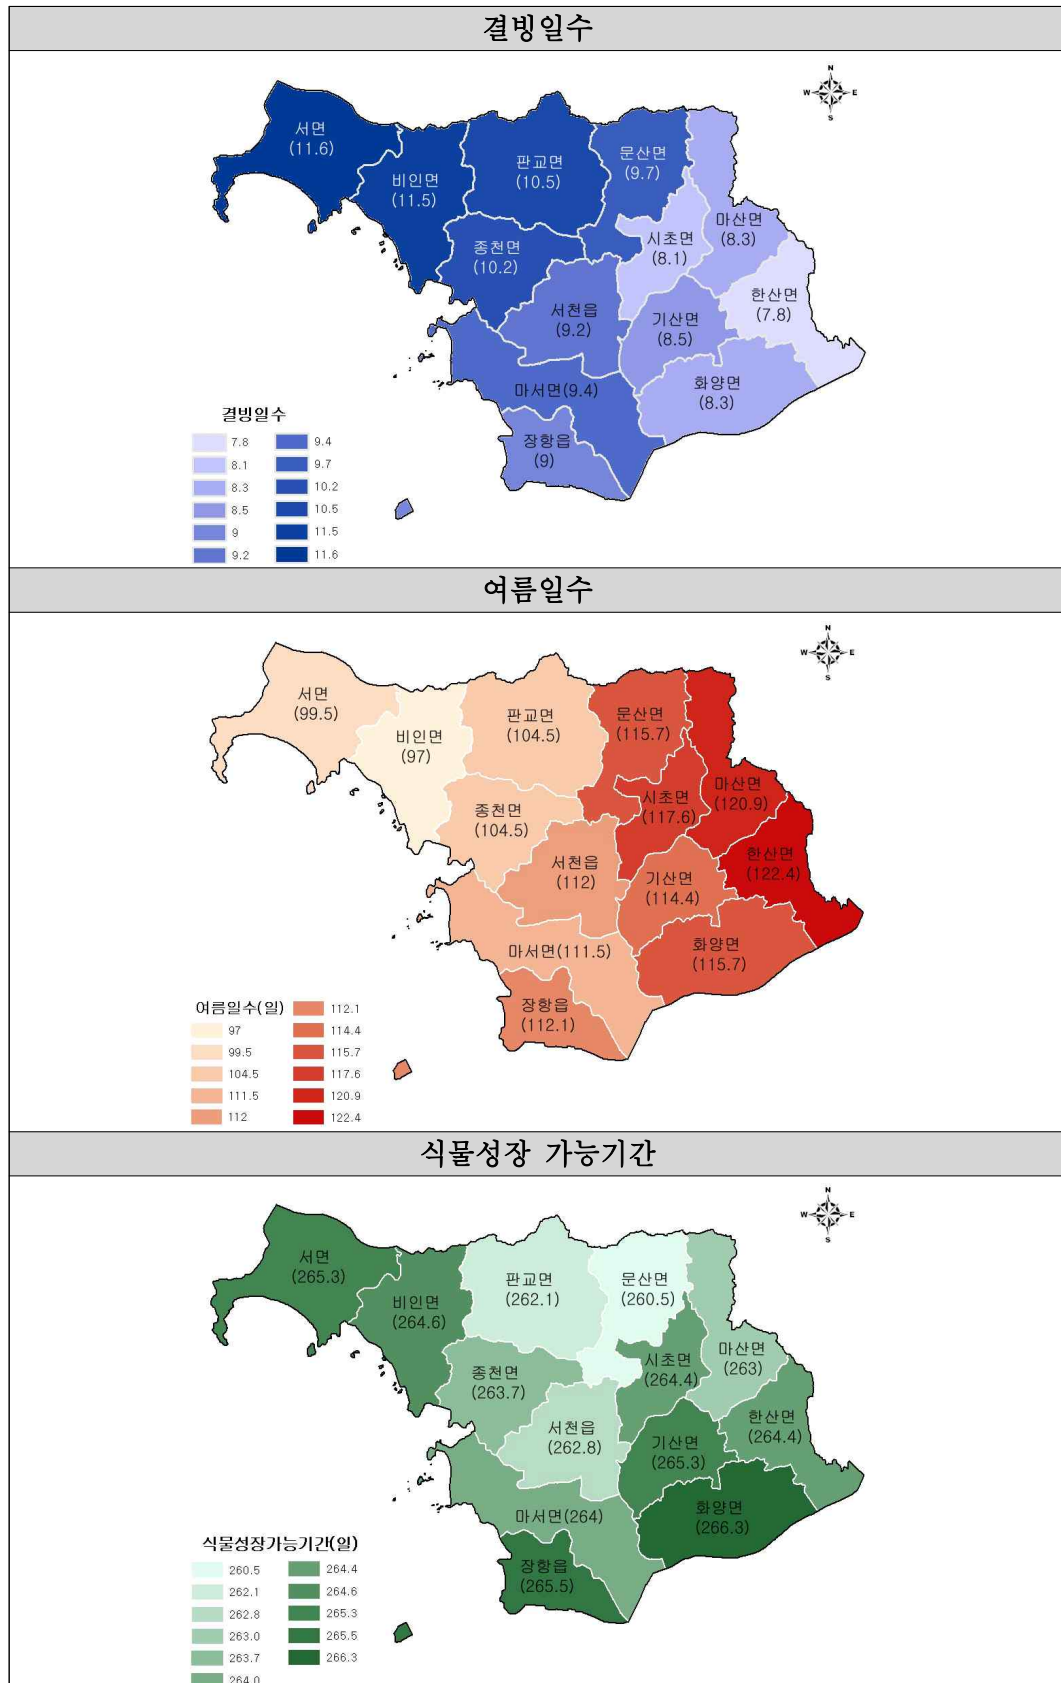 결빙일수
N
W E
S
서면
(11.6)
비인면
(11.5)
판교면
(10.5)
문산면
(9.7)
마산면
(8.3)
시초면
(8.1)
종천면
(10.2)
한산면
(7.8)
서천읍
(9.2)
기산면
(8.5)
마서면(9.4)
화양면
(8.3)
장항읍
(9)
결빙일수
7.8 9.4
8.1 9.7
8.3 10.2
8.5 10.5
9 11.5
9.2 11.6
여름일수
N
W E
S
서면
(99.5)
비인면
(97)
판교면
(104.5)
문산면
(115.7)
마산면
(120.9)
시초면
(117.6)
종천면
(104.5)
한산면
(122.4)
서천읍
(112)
기산면
(114.4)
마서면(111.5)
화양면
(115.7)
장항읍
(112.1)
여름일수(일) 112.1
97 114.4
99.5 115.7
104.5 117.6
111.5 120.9
112 122.4
식물성장 가능기간
N
W E
S
서면
(265.3)
비인면
(264.6)
판교면
(262.1)
문산면
(260.5)
마산면
(263)
시초면
(264.4)
종천면
(263.7)
한산면
(264.4)
서천읍
(262.8)
기산면
(265.3)
마서면(264)
화양면
(266.3)
장항읍
(265.5)
식물성장가능기간(일)
260.5 264.4
262.1 264.6
262.8 265.3
263.0 265.5
263.7 266.3
264.0